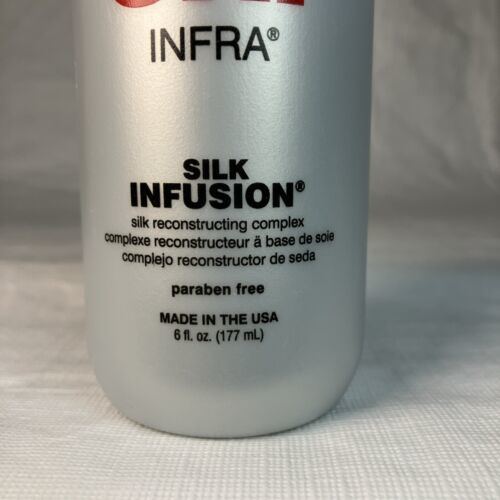 INFRA®
SILK
INFUSION®
silk reconstructing complex
complexe reconstructeur ä base de soie
complejo reconstructor de seda
paraben free
MADE IN THE USA
6 fl. oz. (177 mL)